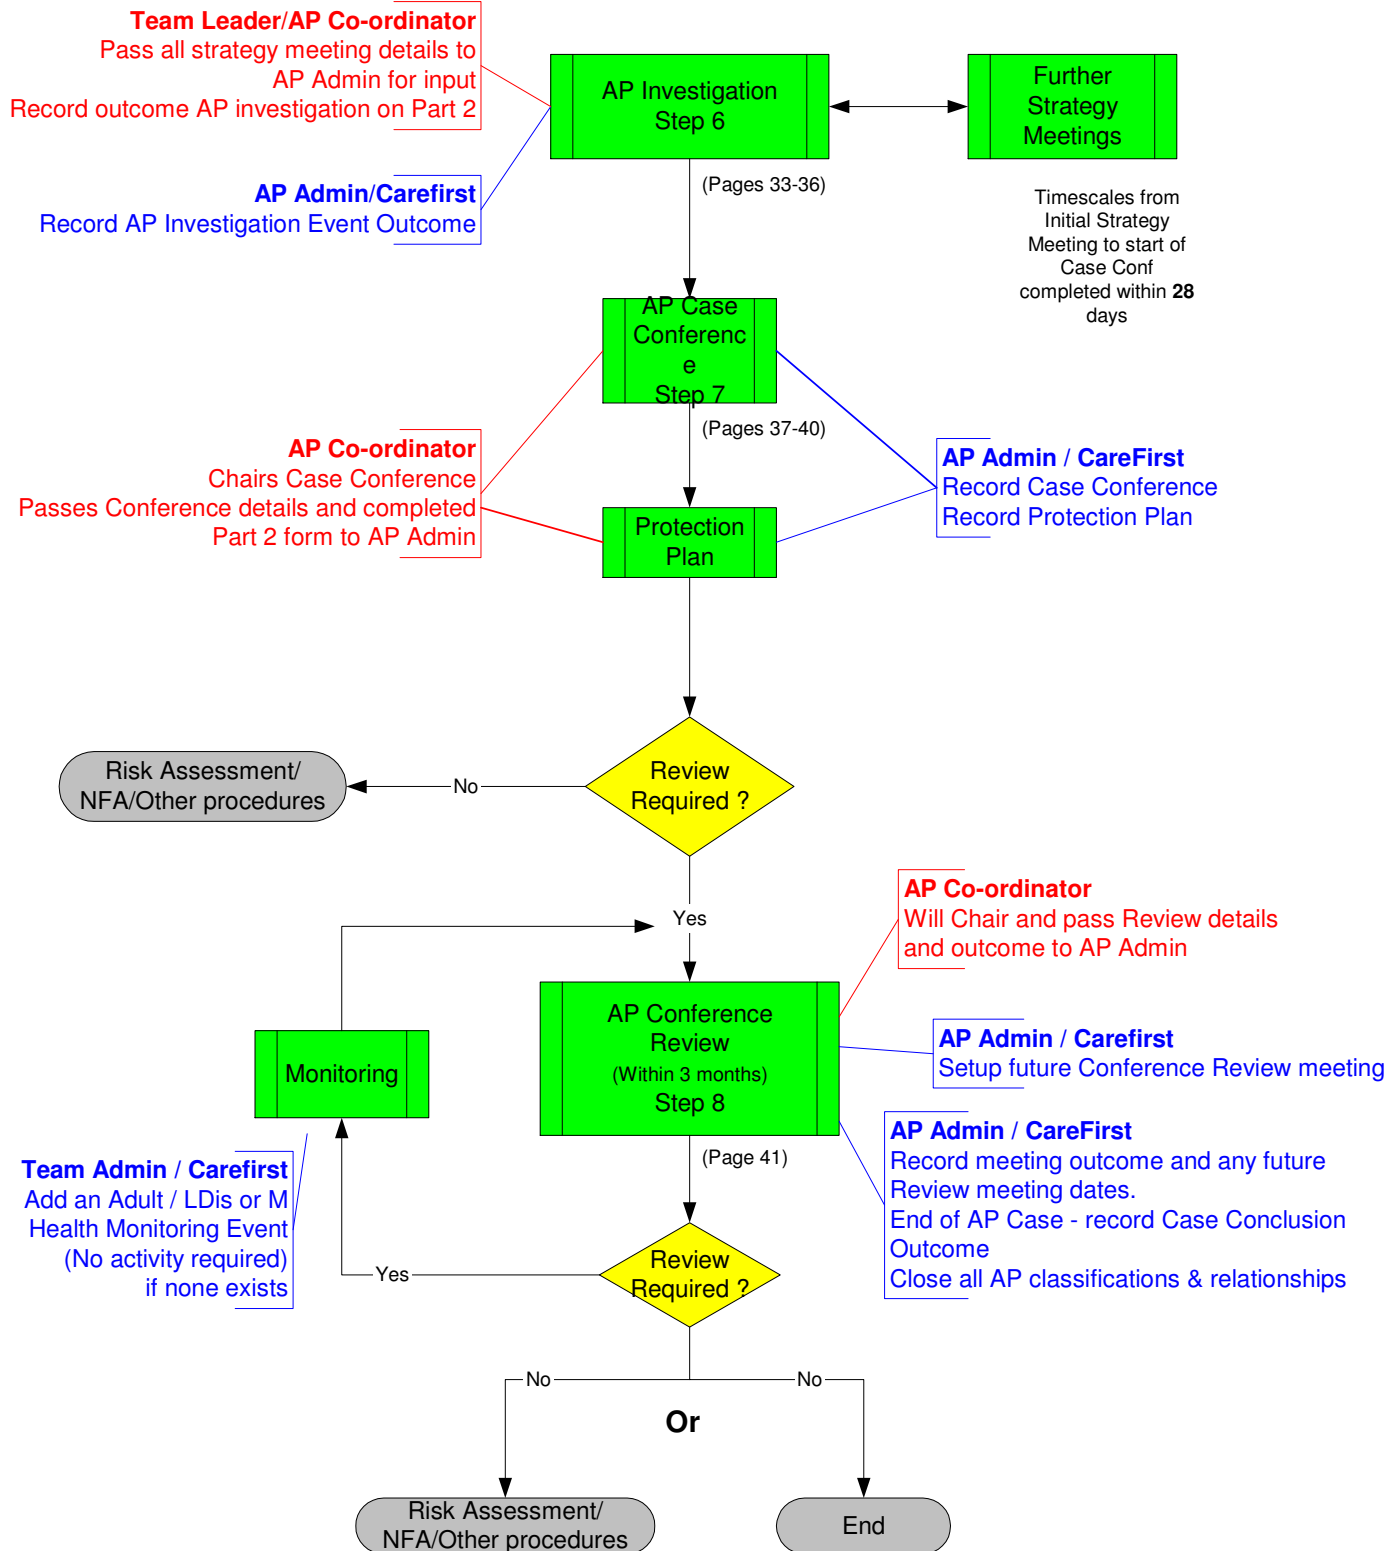 Team Leader/AP Co-ordinator
Pass all strategy meeting details to
AP Admin for input
Record outcome AP investigation on Part 2
AP Investigation
Step 6
Further
Strategy
Meetings
AP Admin/Carefirst
Record AP Investigation Event Outcome
(Pages 33-36)
Timescales from
Initial Strategy
Meeting to start of
Case Conf
completed within 28
days
AP Case
Conferenc
e
Step 7
(Pages 37-40)
AP Co-ordinator
Chairs Case Conference
Passes Conference details and completed
Part 2 form to AP Admin
AP Admin / CareFirst
Record Case Conference
Record Protection Plan
Protection
Plan
Review
Required ?
No
Risk Assessment/
NFA/Other procedures
Yes
AP Co-ordinator
Will Chair and pass Review details
and outcome to AP Admin
AP Conference
Review
(Within 3 months)
Step 8
Monitoring
AP Admin / Carefirst
Setup future Conference Review meeting
(Page 41)
AP Admin / CareFirst
Record meeting outcome and any future
Review meeting dates.
End of AP Case - record Case Conclusion
Outcome
Close all AP classifications & relationships
Team Admin / Carefirst
Add an Adult / LDis or M
Health Monitoring Event
(No activity required)
if none exists
Review
Required ?
Yes
No
No
Or
Risk Assessment/
NFA/Other procedures
End